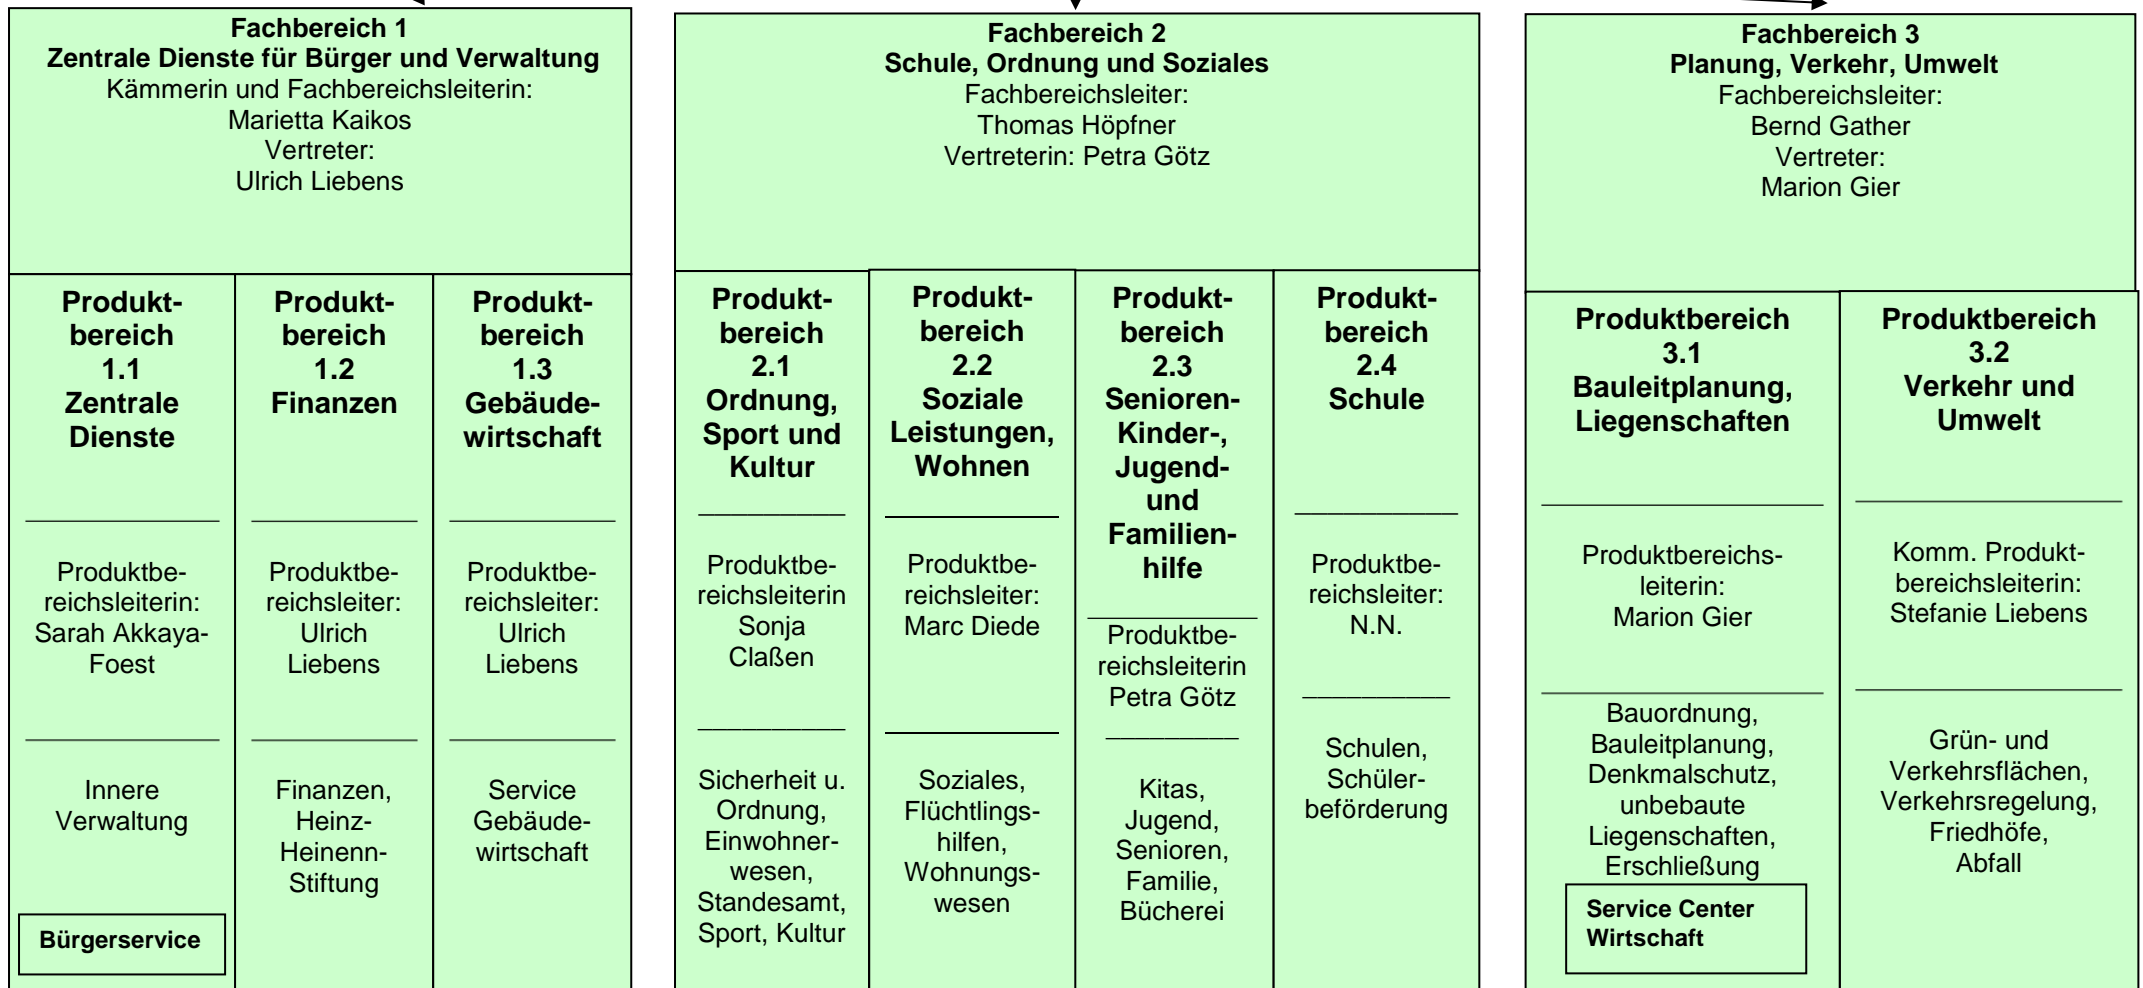 Fachbereich 1
Zentrale Dienste für Bürger und Verwaltung
Kämmerin und Fachbereichsleiterin:
Marietta Kaikos
Vertreter:
Ulrich Liebens
Produkt-
bereich
1.1
Zentrale
Dienste
Produktbe-
reichsleiterin:
Sarah Akkaya-
Foest
Innere
Verwaltung
Bürgerservice
Produkt-
bereich
1.2
Finanzen
Produktbe-
reichsleiter:
Ulrich
Liebens
Finanzen,
Heinz-
Heinenn-
Stiftung
Produkt-
bereich
1.3
Gebäude-
wirtschaft
Produktbe-
reichsleiter:
Ulrich
Liebens
Service
Gebäude-
wirtschaft
Fachbereich 2
Schule, Ordnung und Soziales
Fachbereichsleiter:
Thomas Höpfner
Vertreterin: Petra Götz
Produkt-
bereich
2.1
Ordnung,
Sport und
Kultur
Produktbe-
reichsleiterin
Sonja
Claßen
Sicherheit u.
Ordnung,
Einwohner-
wesen,
Standesamt,
Sport, Kultur
Produkt-
bereich
2.2
Soziale
Leistungen,
Wohnen
Produktbe-
reichsleiter:
Marc Diede
Soziales,
Flüchtlings-
hilfen,
Wohnungs-
wesen
Produkt-
bereich
2.3
Senioren-
Kinder-,
Jugend-
und
Familien-
hilfe
Produktbe-
reichsleiterin
Petra Götz
Kitas,
Jugend,
Senioren,
Familie,
Bücherei
Produkt-
bereich
2.4
Schule
Produktbe-
reichsleiter:
N.N.
Schulen,
Schüler-
beförderung
Fachbereich 3
Planung, Verkehr, Umwelt
Fachbereichsleiter:
Bernd Gather
Vertreter:
Marion Gier
Produktbereich
3.1
Bauleitplanung,
Liegenschaften
Produktbereichs-
leiterin:
Marion Gier
Bauordnung,
Bauleitplanung,
Denkmalschutz,
unbebaute
Liegenschaften,
Erschließung
Service Center
Wirtschaft
Produktbereich
3.2
Verkehr und
Umwelt
Komm. Produkt-
bereichsleiterin:
Stefanie Liebens
Grün- und
Verkehrsflächen,
Verkehrsregelung,
Friedhöfe,
Abfall